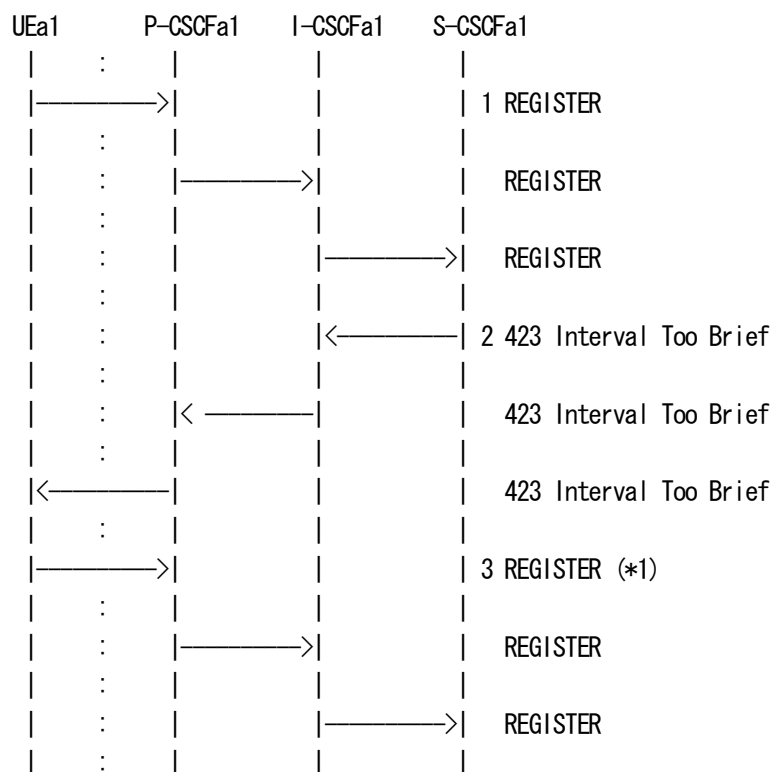 UEa1 P-CSCFa1 I-CSCFa1 S-CSCFa1
| : | | |
|---------->| | | 1 REGISTER
| : | | |
| : |---------->| | REGISTER
| : | | |
| : | |---------->| REGISTER
| : | | |
| : | |<----------| 2 423 Interval Too Brief
| : | | |
| : |< ---------| | 423 Interval Too Brief
| : | | |
|<----------| | | 423 Interval Too Brief
| : | | |
|---------->| | | 3 REGISTER (*1)
| : | | |
| : |---------->| | REGISTER
| : | | |
| : | |---------->| REGISTER
| : | | |